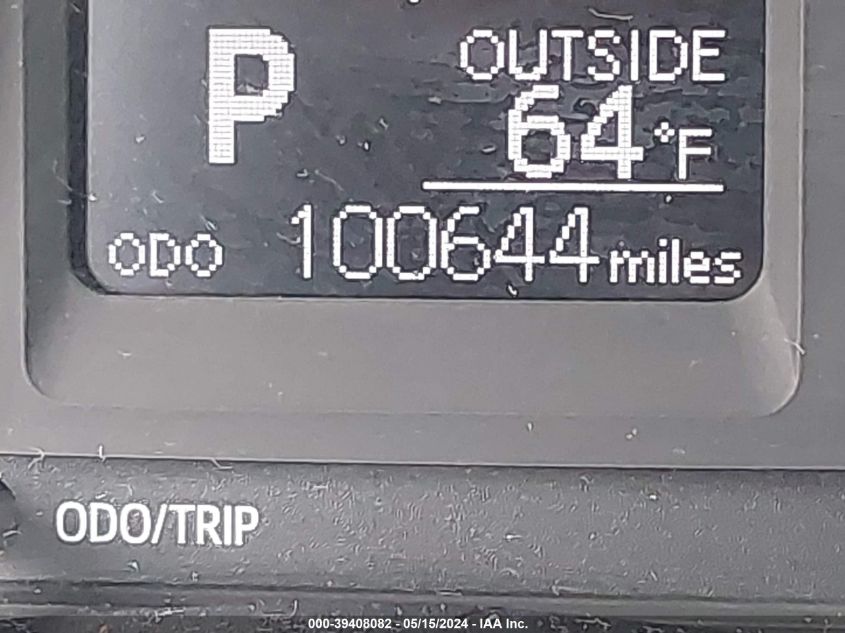 P
OUTSIDE
64°F
ODO 100644 miles
ODO/TRIP
000-39408082 - 05/15/2024 - IAA Inc.